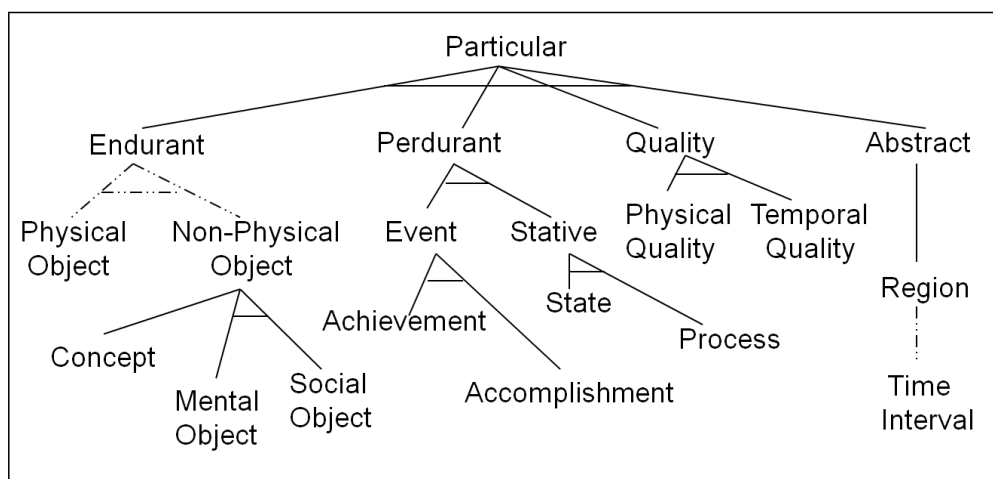 Particular
Endurant
Perdurant
Quality
Abstract
Physical
Object
Non-Physical
Object
Event
Stative
Physical
Quality
Temporal
Quality
Region
Achievement
State
Process
Concept
Mental
Object
Social
Object
Accomplishment
Time
Interval